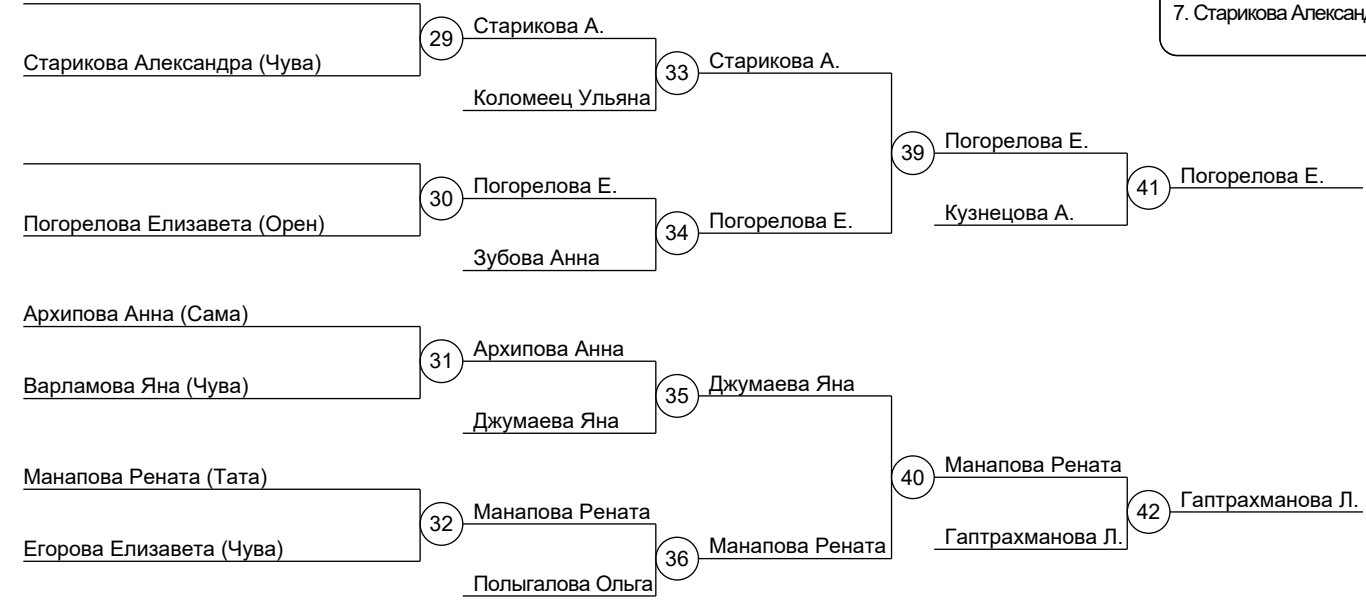 7. Старикова Александ
Старикова А.
29
Старикова Александра (Чува)
Старикова А.
33
Коломеец Ульяна
Погорелова Е.
39
Погорелова Е.
41
Погорелова Е.
30
Погорелова Елизавета (Орен)
Погорелова Е.
34
Кузнецова А.
Зубова Анна
Архипова Анна (Сама)
Архипова Анна
31
Варламова Яна (Чува)
Джумаева Яна
35
Джумаева Яна
Манапова Рената
40
Манапова Рената (Тата)
Манапова Рената
32
Гаптрахманова Л.
42
Гаптрахманова Л.
Егорова Елизавета (Чува)
Манапова Рената
36
Полыгалова Ольга